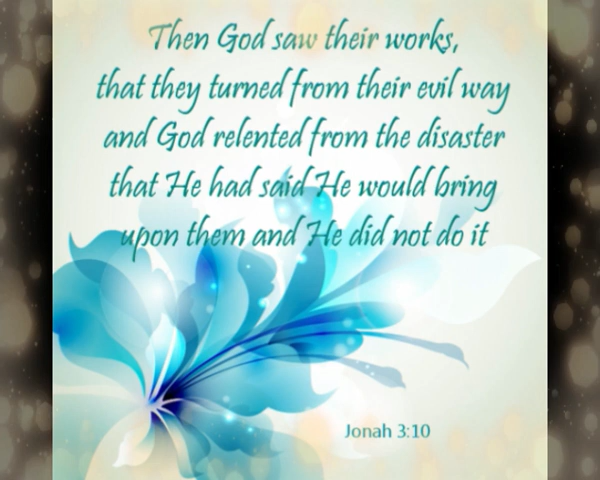 Then God saw their works,
that they turned from their evil way
and God relented from the disaster
that He had said He would bring
upon them and He did not do it
Jonah 3:10